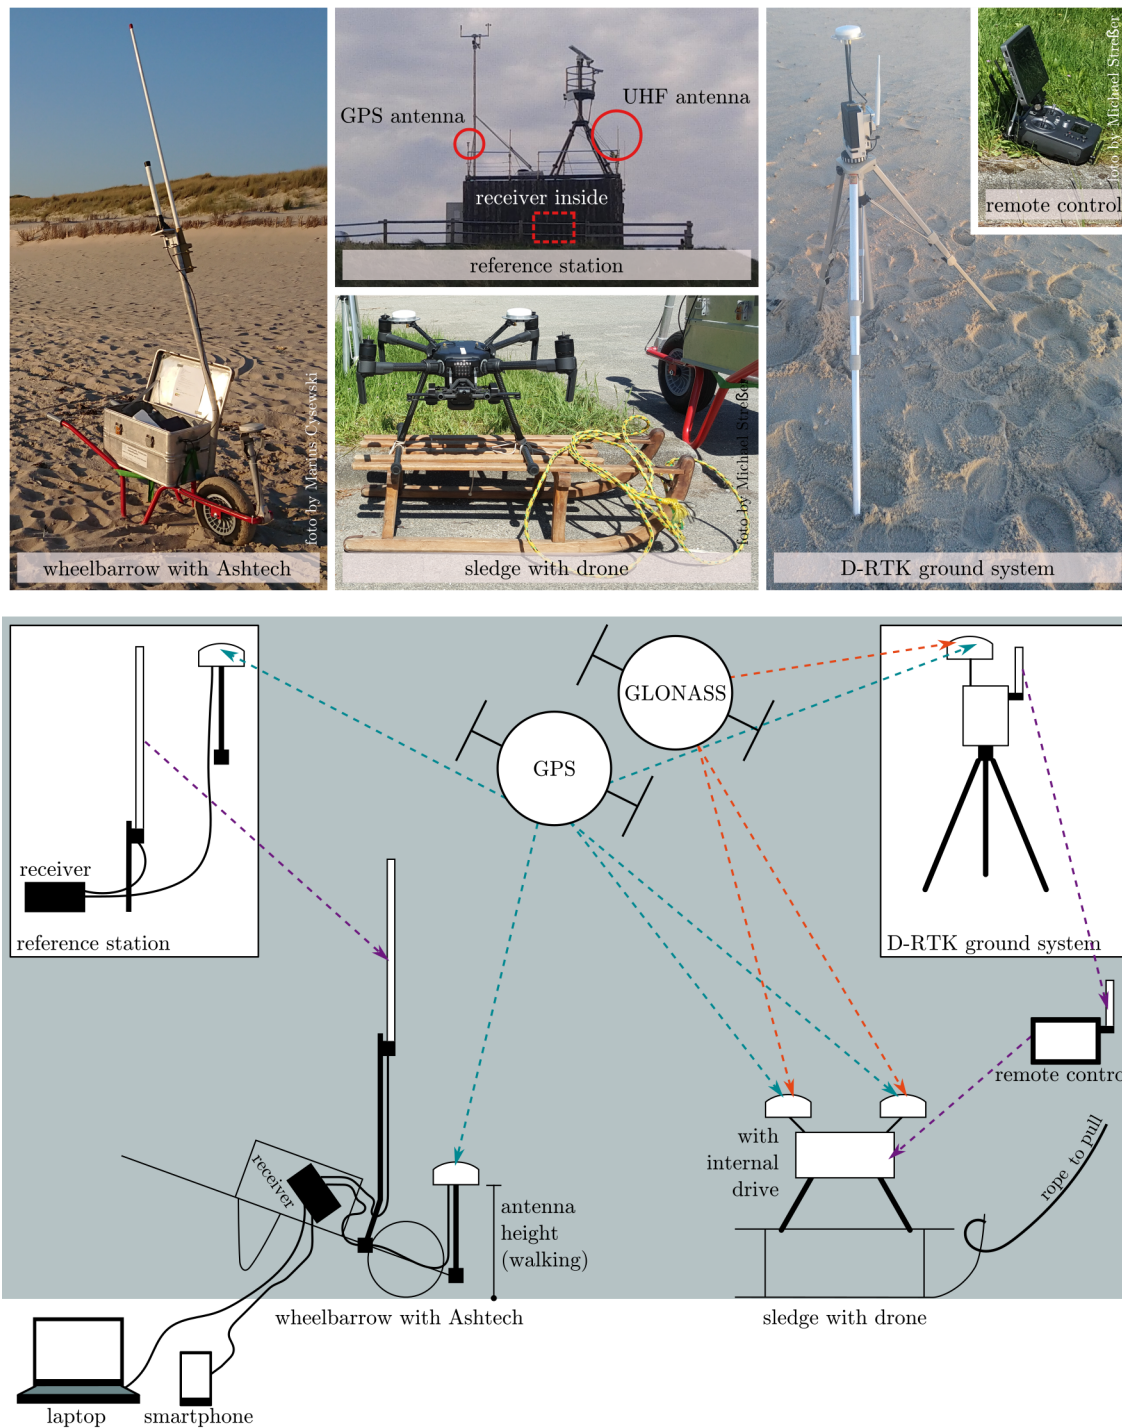 foto by Marius Cysewski
wheelbarrow with Ashtech
GPS antenna
UHF antenna
receiver inside
reference station
foto by Michael Streßer
sledge with drone
foto by Michael Streßer
remote control
D-RTK ground system
receiver
reference station
GLONASS
GPS
D-RTK ground system
remote contro
receiver
antenna
height
(walking)
with
internal
drive
rope to pull
wheelbarrow with Ashtech
sledge with drone
laptop
smartphone